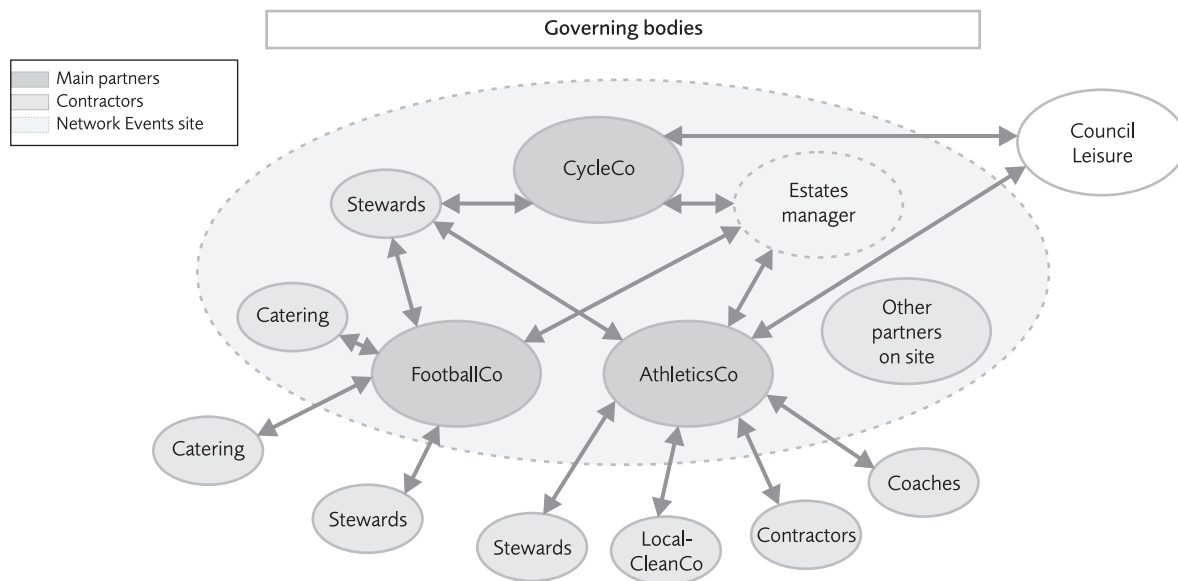 Governing bodies
Main partners
Contractors
Network Events site
Council
Leisure
CycleCo
Estates
manager
Stewards
Catering
Other
partners
on site
FootballCo
AthleticsCo
Catering
Coaches
Stewards
Stewards
Local-
CleanCo
Contractors